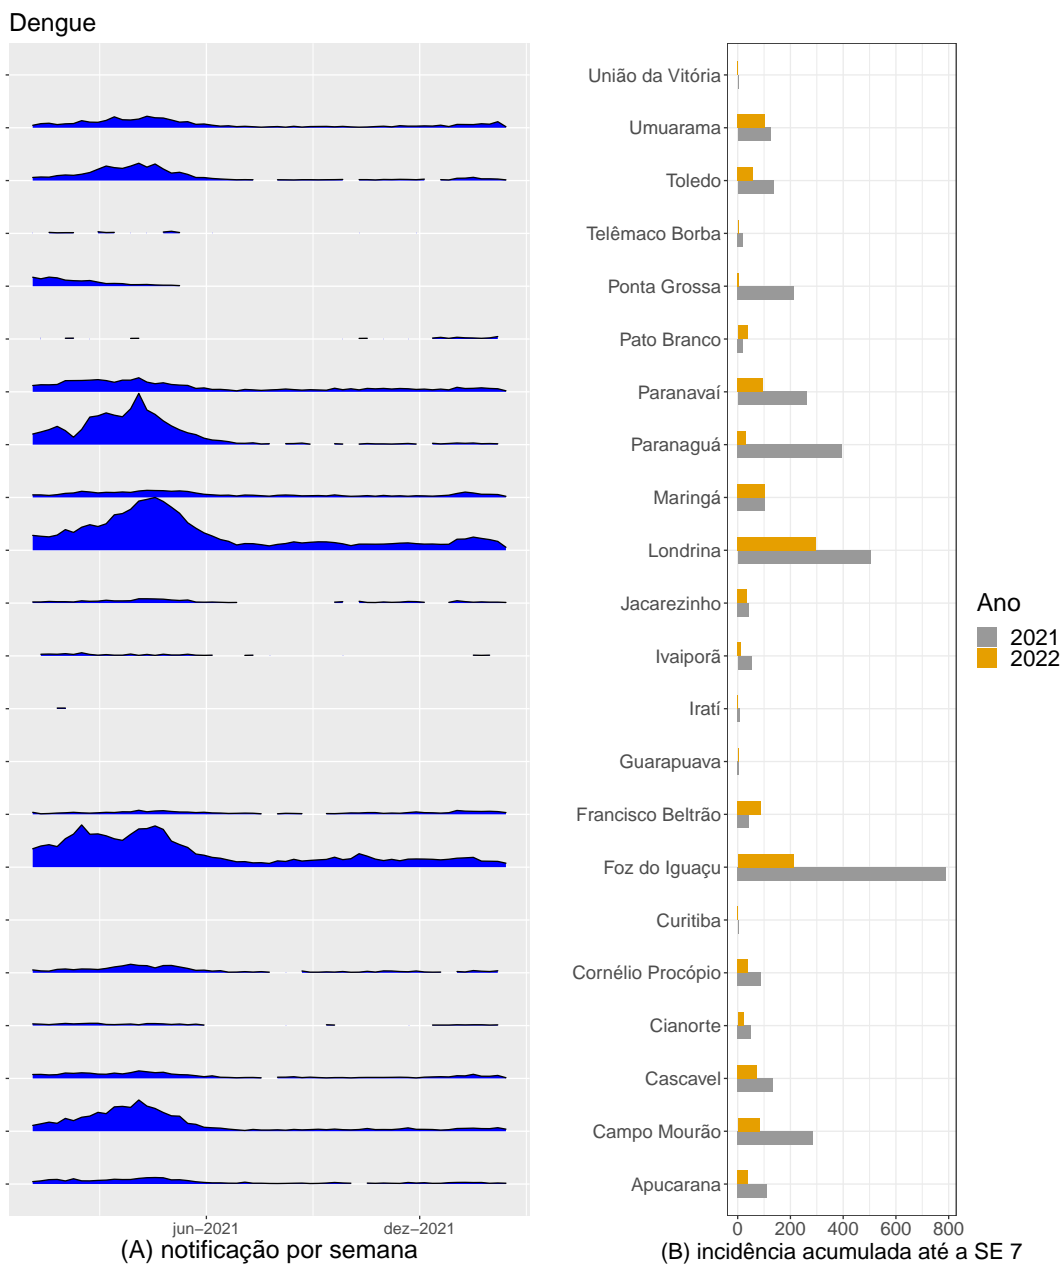 Dengue
União da Vitória
Umuarama
Toledo
Telêmaco Borba
Ponta Grossa
Pato Branco
Paranavaí
Paranaguá
Maringá
Londrina
Jacarezinho
Ivaiporã
Iratí
Guarapuava
Francisco Beltrão
Foz do Iguaçu
Curitiba
Cornélio Procópio
Cianorte
Cascavel
Campo Mourão
Apucarana
jun−2021 dez−2021
(A) notificação por semana
0 200 400 600 800
(B) incidência acumulada até a SE 7
Ano
2021
2022